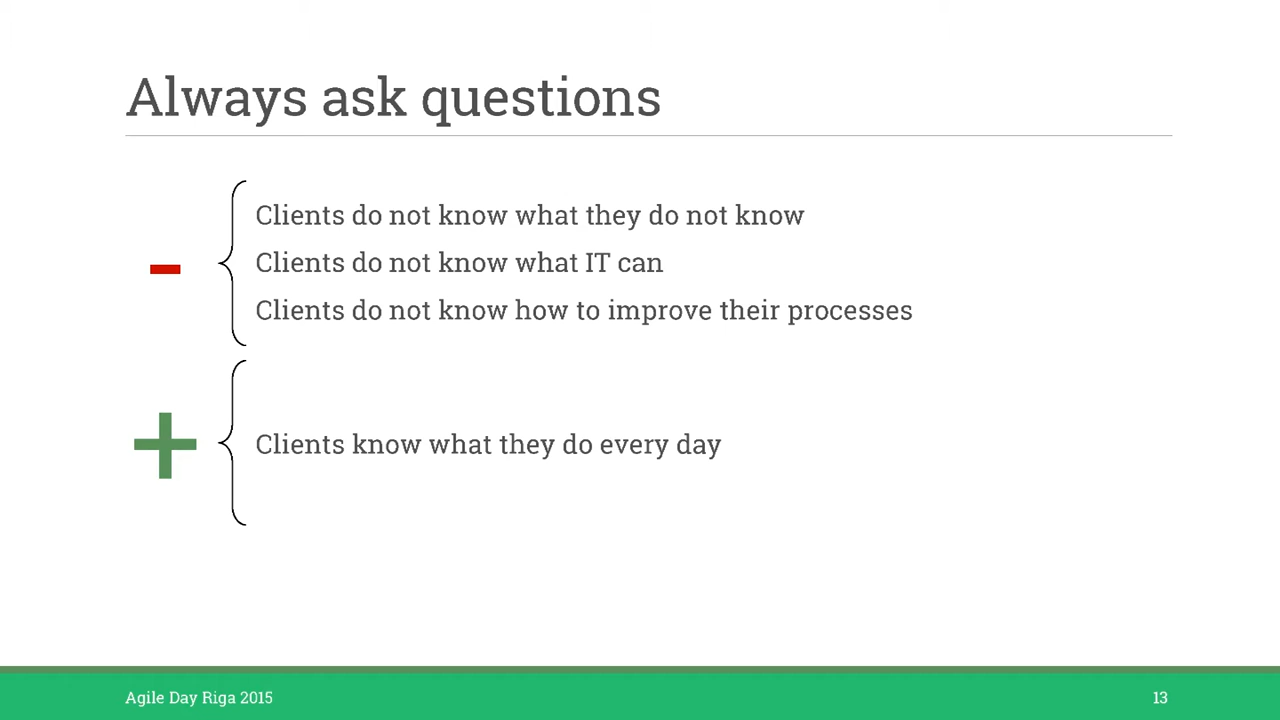 Always ask questions
-
Clients do not know what they do not know
Clients do not know what IT can
Clients do not know how to improve their processes
+
Clients know what they do every day
Agile Day Riga 2015
13